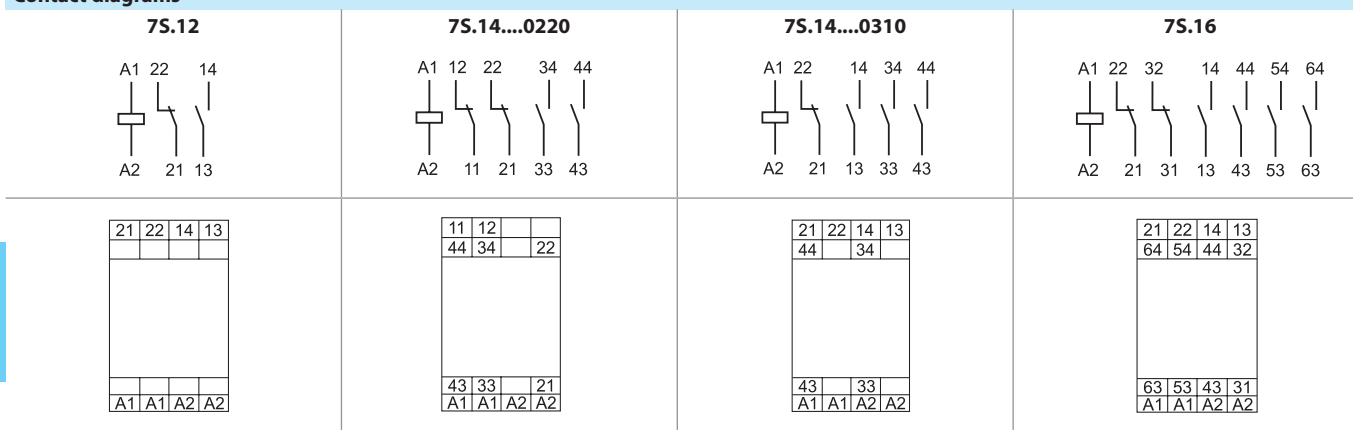 Contact diagrams
7S.12 7S.14....0220 7S.14....0310 7S.16
A1 22 14
A2 21 13
A1 12 22 34 44
A2 11 21 33 43
A1 22 14 34 44
A2 21 13 33 43
A1 22 32 14 44 54 64
A2 21 31 13 43 53 63
21 22 14 13
A1 A1 A2 A2
11 12
44 34 22
43 33 21
A1 A1 A2 A2
21 22 14 13
44 34
43 33
A1 A1 A2 A2
21 22 14 13
64 54 44 32
63 53 43 31
A1 A1 A2 A2